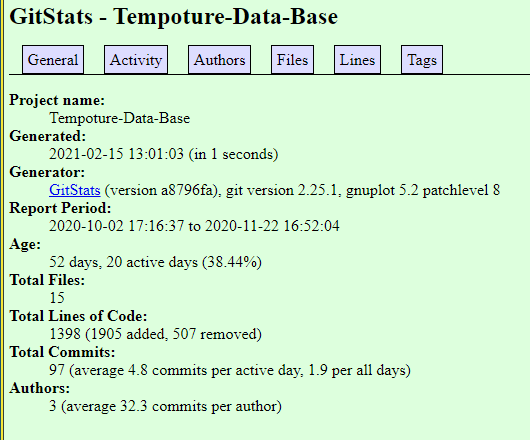 GitStats - Tempoture-Data-Base
General Activity Authors Files Lines Tags
Project name:
Tempoture-Data-Base
Generated:
2021-02-15 13:01:03 (in 1 seconds)
Generator:
GitStats (version a8796fa), git version 2.25.1, gnuplot 5.2 patchlevel 8
Report Period:
2020-10-02 17:16:37 to 2020-11-22 16:52:04
Age:
52 days, 20 active days (38.44%)
Total Files:
15
Total Lines of Code:
1398 (1905 added, 507 removed)
Total Commits:
97 (average 4.8 commits per active day, 1.9 per all days)
Authors:
3 (average 32.3 commits per author)